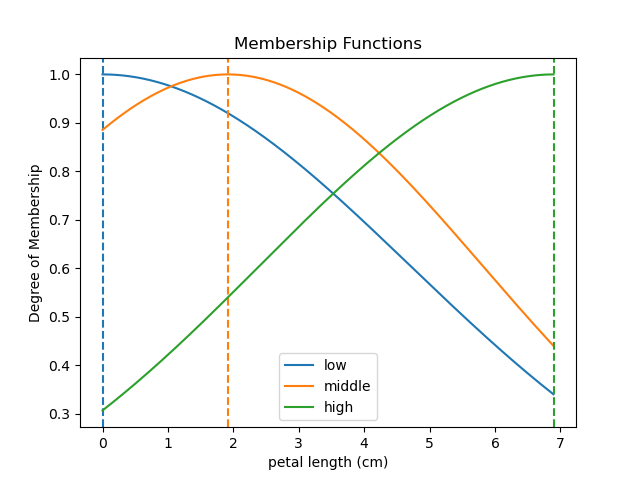 Membership Functions
Degree of Membership
1.0
0.9
0.8
0.7
0.6
0.5
0.4
0.3
low
middle
high
0 1 2 3 4 5 6 7
petal length (cm)